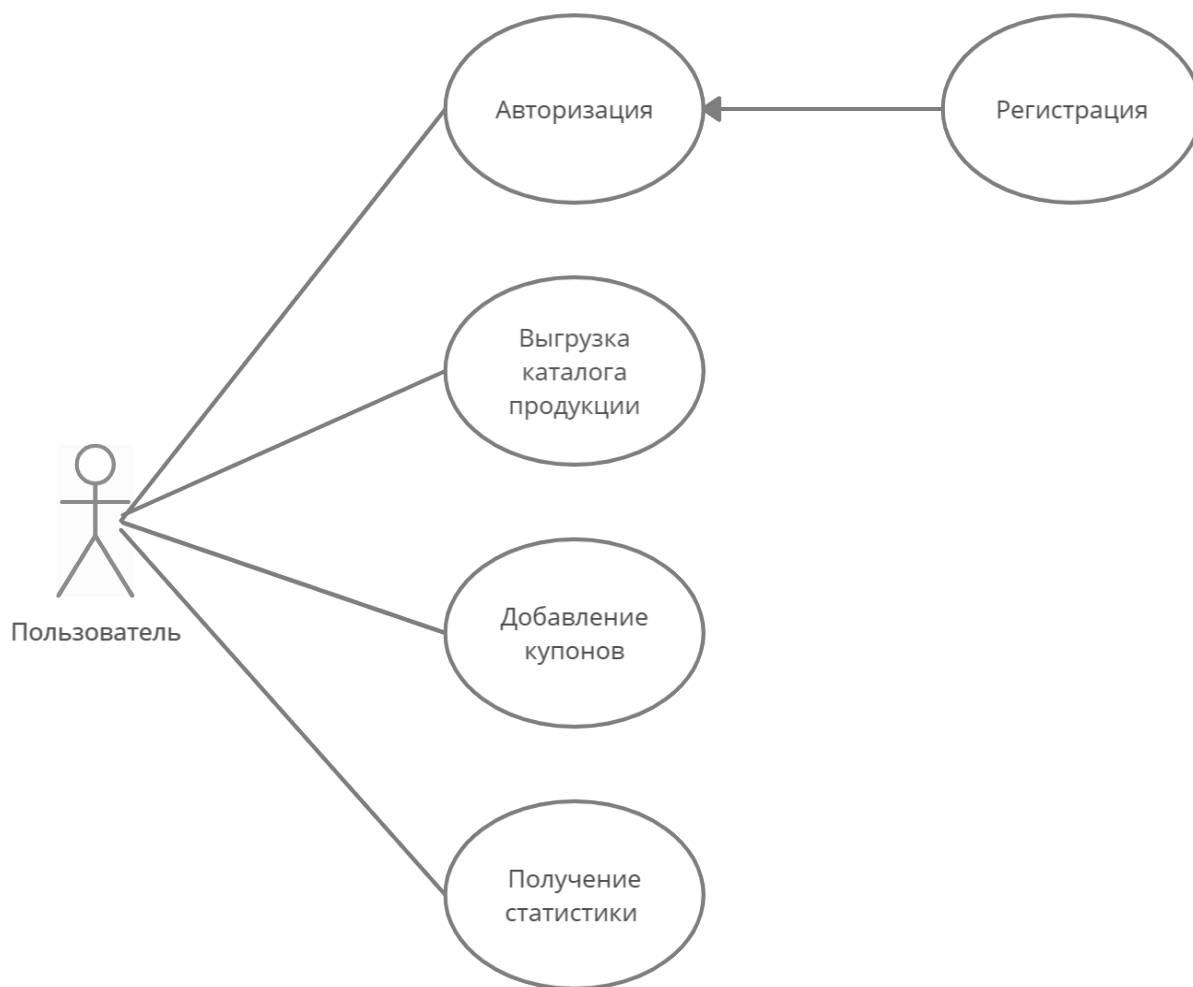 Авторизация
Регистрация
Выгрузка
каталога
продукции
Пользователь
Добавление
купонов
Получение
статистики